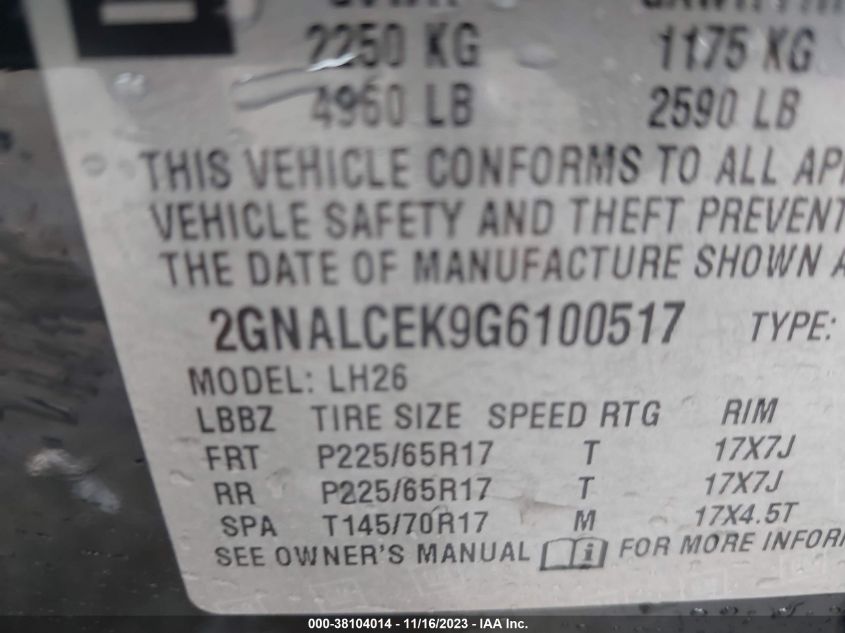 2250 KG 1175 KG
4960 LB 2590 LB
THIS VEHICLE CONFORMS TO ALL
VEHICLE SAFETY AND THEFT PREVENT
THE DATE OF MANUFACTURE SHOWN A
2GNALCEK9G6100517 TYPE:
MODEL: LH26
LBBZ TIRE SIZE SPEED RTG RIM
FRT P225/65R17 T 17X7J
RR P225/65R17 T 17X7J
SPA T145/70R17 M 17X4.5T
SEE OWNER'S MANUAL i FOR MORE INFOR
000-38104014 - 11/16/2023 - IAA Inc.